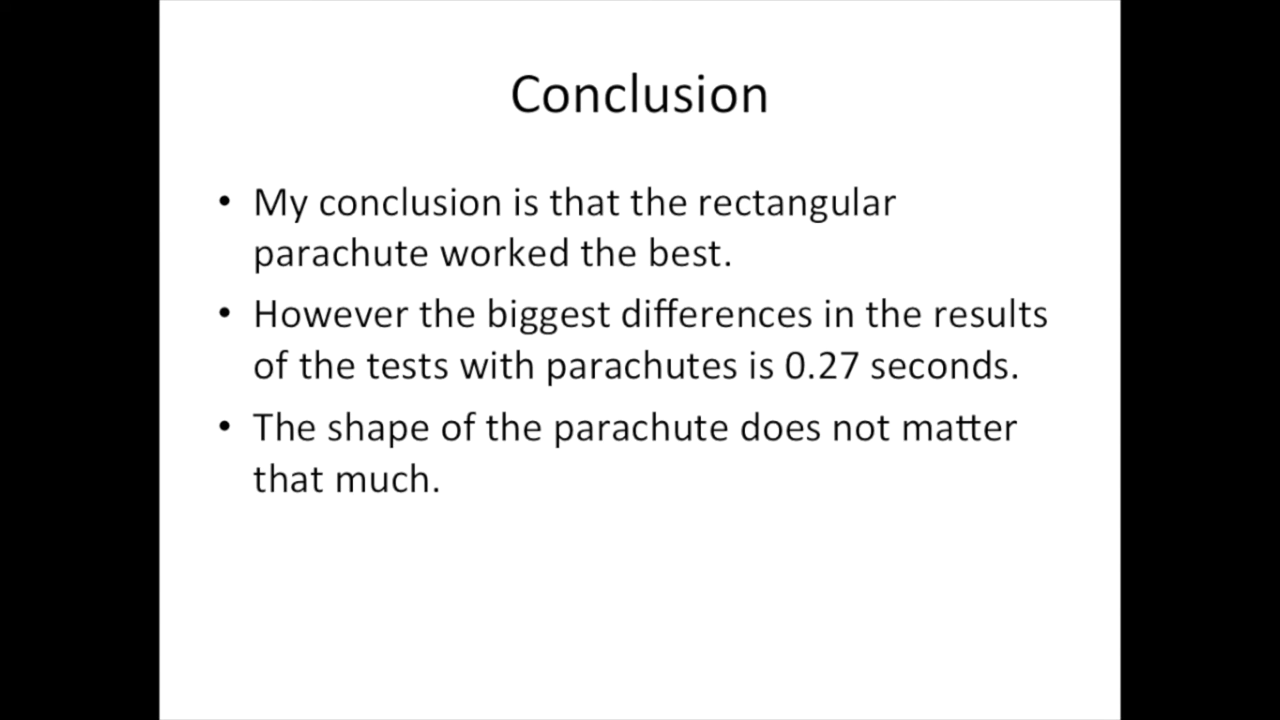 Conclusion
• My conclusion is that the rectangular
parachute worked the best.
• However the biggest differences in the results
of the tests with parachutes is 0.27 seconds.
• The shape of the parachute does not matter
that much.